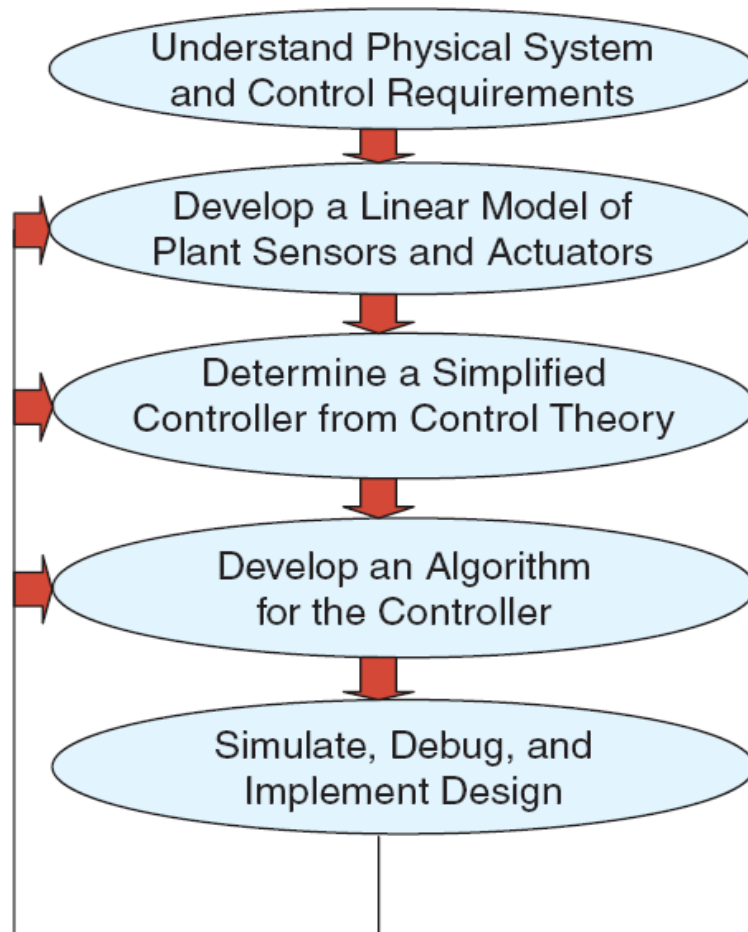 Understand Physical System
and Control Requirements
Develop a Linear Model of
Plant Sensors and Actuators
Determine a Simplified
Controller from Control Theory
Develop an Algorithm
for the Controller
Simulate, Debug, and
Implement Design